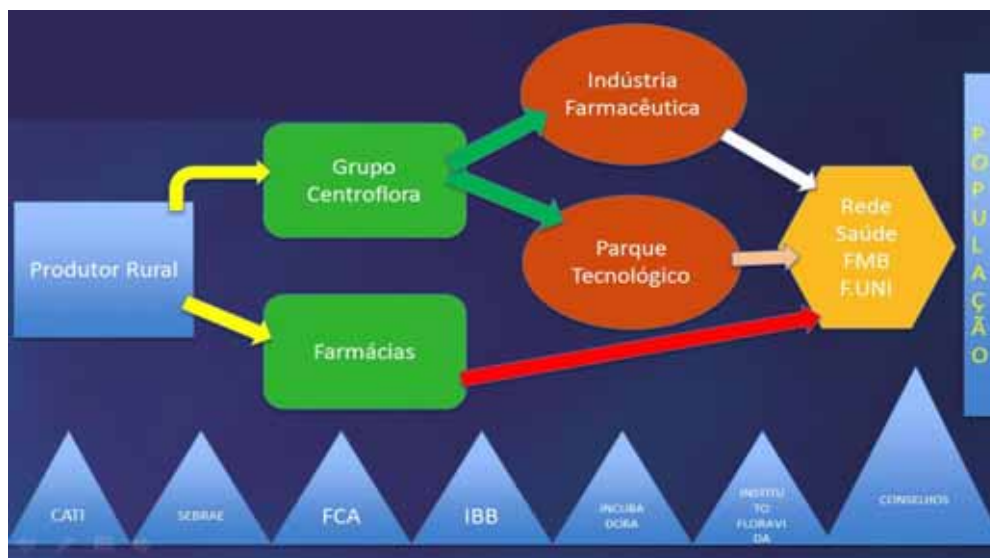 Indústria
Farmacêutica
Grupo
Centroflora
Rede
Saúde
FMB
F.UNI
Produtor Rural
Parque
Tecnológico
Farmácias
POPULAÇÃO
CATI
SEBRAE
FCA
IBB
INCUBA
DORA
INSTITU
TO
FLORAVI
DA
CONSELHOS